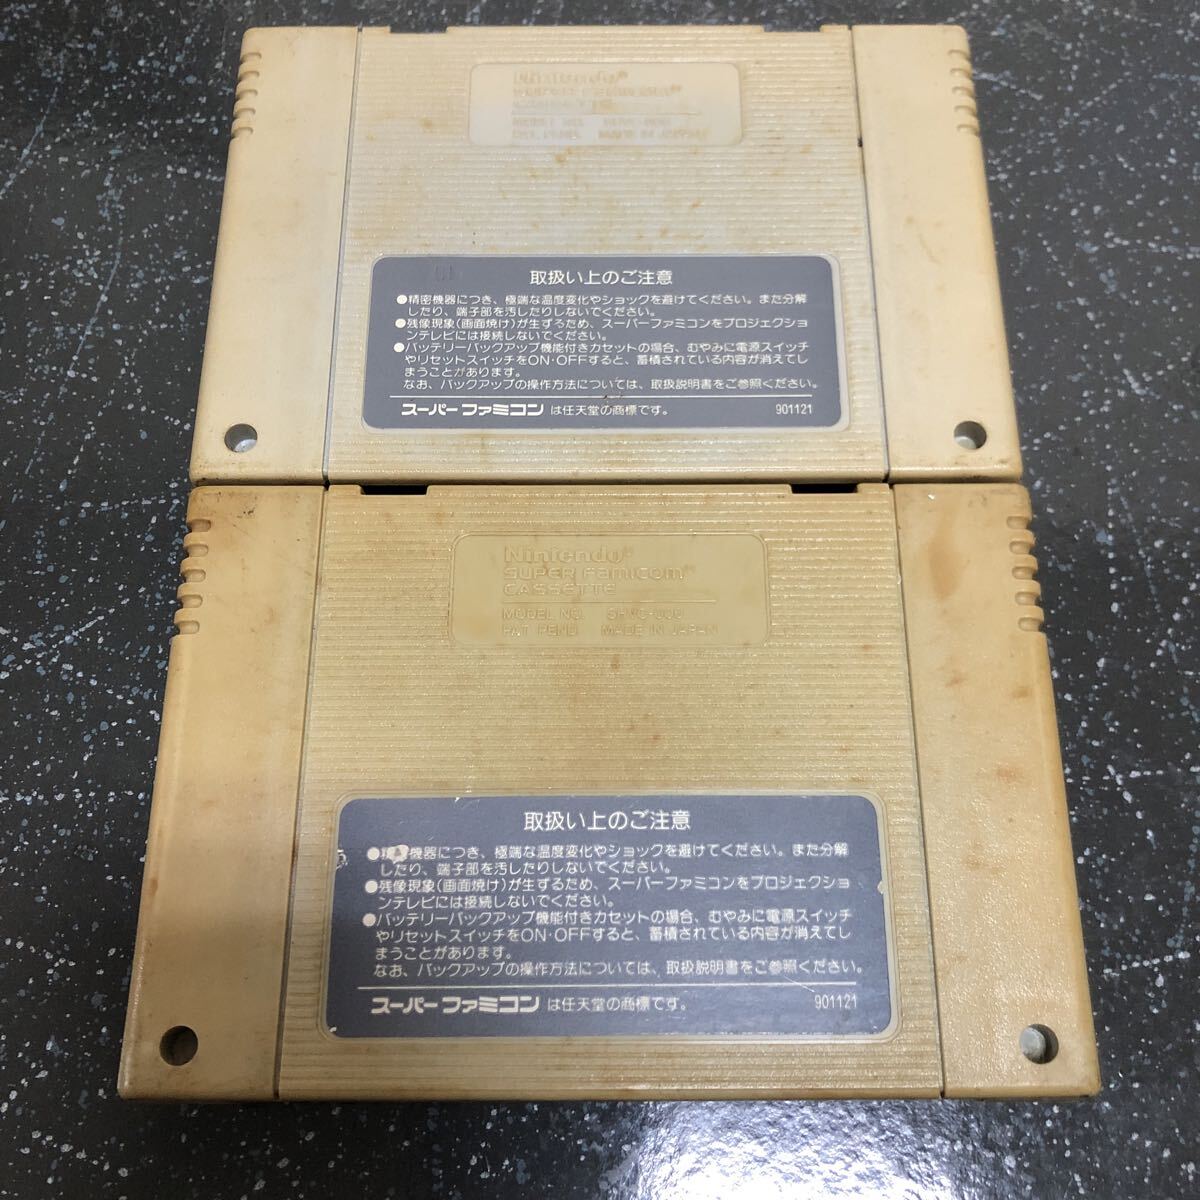 Nintendo®
取扱い上のご注意
●精密機器につき、極端な温度変化やショックを避けてください。また分解
したり、端子部を汚したりしないでください。
●残像現象(画面焼け)が生ずるため、スーパーファミコンをプロジェクショ
ンテレビには接続しないでください。
●バッテリーバックアップ機能付きカセットの場合、むやみに電源スイッチ
やリセットスイッチをON·OFFすると、蓄積されている内容が消えてし
まうことがあります。
なお、バックアップの操作方法については、取扱説明書をご参照ください。
スーパーファミコン は任天堂の商標です。 901121
Nintendo®
SUPER Famicom®
CASSETTE
MODEL NO. SHVC-006
PAT PEND MADE IN JAPAN
取扱い上のご注意
●精密機器につき、極端な温度変化やショックを避けてください。また分解
したり、端子部を汚したりしないでください。
●残像現象(画面焼け)が生ずるため、スーパーファミコンをプロジェクショ
ンテレビには接続しないでください。
●バッテリーバックアップ機能付きカセットの場合、むやみに電源スイッチ
やリセットスイッチをON·OFFすると、蓄積されている内容が消えてし
まうことがあります。
なお、バックアップの操作方法については、取扱説明書をご参照ください。
スーパーファミコン は任天堂の商標です。 901121